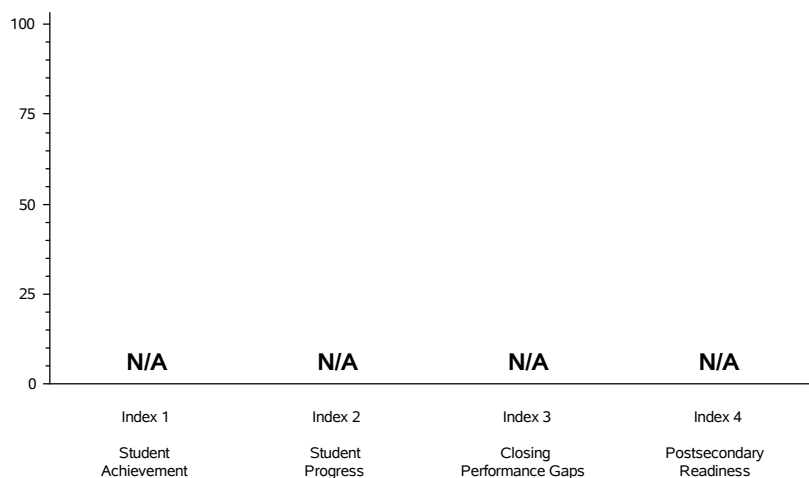 100
75
50
25
0
N/A N/A N/A N/A
Index 1 Index 2 Index 3 Index 4
Student Student Closing Postsecondary
Achievement Progress Performance Gaps Readiness